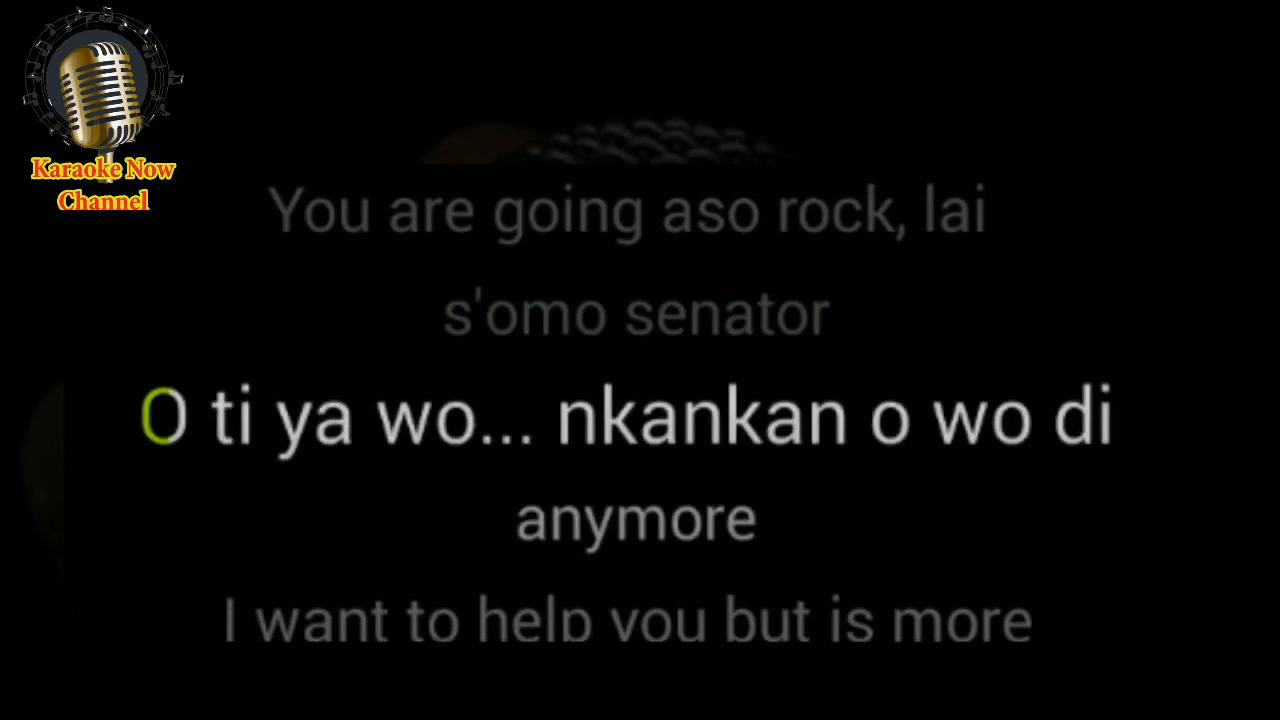 Karaoke Now
Channel
You are going aso rock, lai
s'omo senator
O ti ya wo... nkankan o wo di
anymore
I want to help you but is more